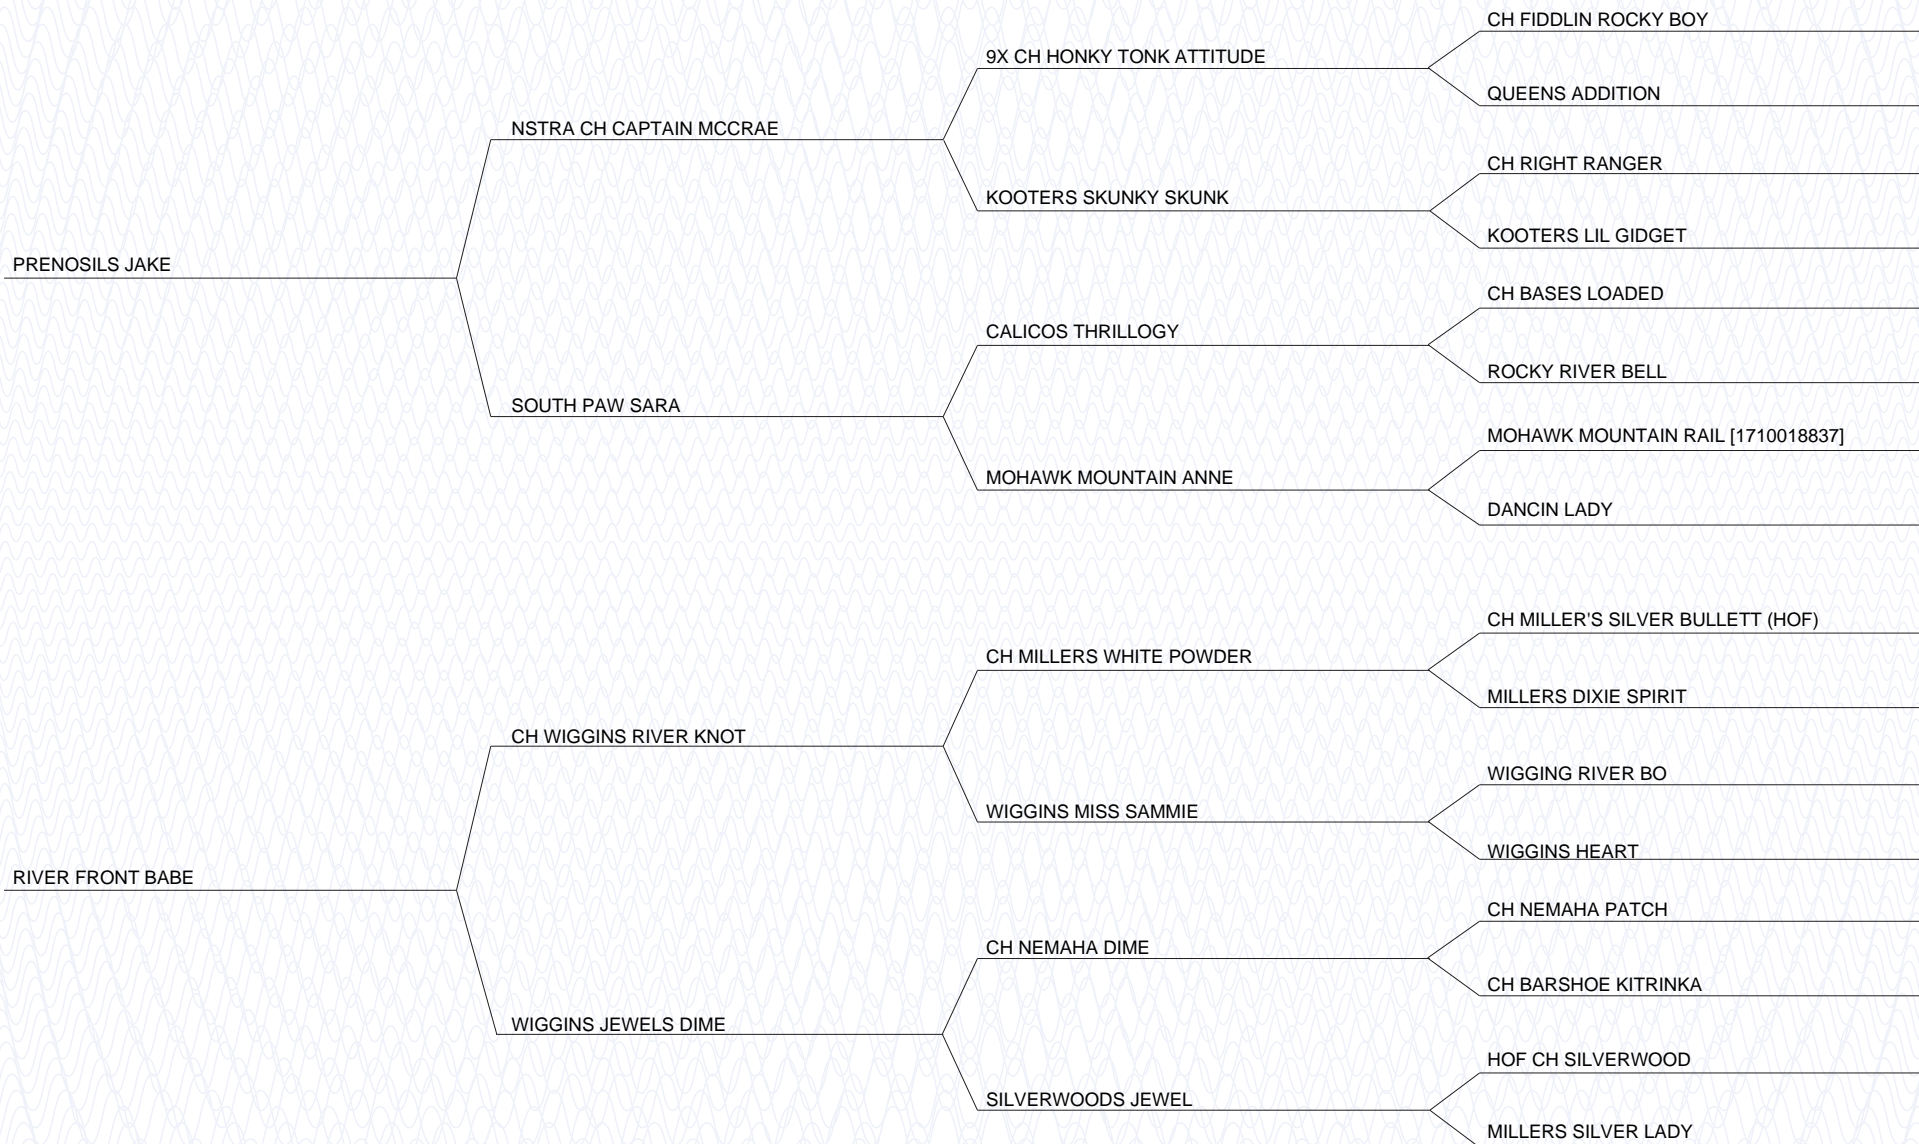 CH FIDDLIN ROCKY BOY
9X CH HONKY TONK ATTITUDE
QUEENS ADDITION
NSTRA CH CAPTAIN MCCRAE
CH RIGHT RANGER
KOOTERS SKUNKY SKUNK
KOOTERS LIL GIDGET
PRENOSILS JAKE
CH BASES LOADED
CALICOS THRILLOGY
ROCKY RIVER BELL
SOUTH PAW SARA
MOHAWK MOUNTAIN RAIL [1710018837]
MOHAWK MOUNTAIN ANNE
DANCIN LADY
CH MILLER'S SILVER BULLETT (HOF)
CH MILLERS WHITE POWDER
MILLERS DIXIE SPIRIT
CH WIGGINS RIVER KNOT
WIGGING RIVER BO
WIGGINS MISS SAMMIE
WIGGINS HEART
RIVER FRONT BABE
CH NEMAHA PATCH
CH NEMAHA DIME
CH BARSHOE KITRINKA
WIGGINS JEWELS DIME
HOF CH SILVERWOOD
SILVERWOODS JEWEL
MILLERS SILVER LADY